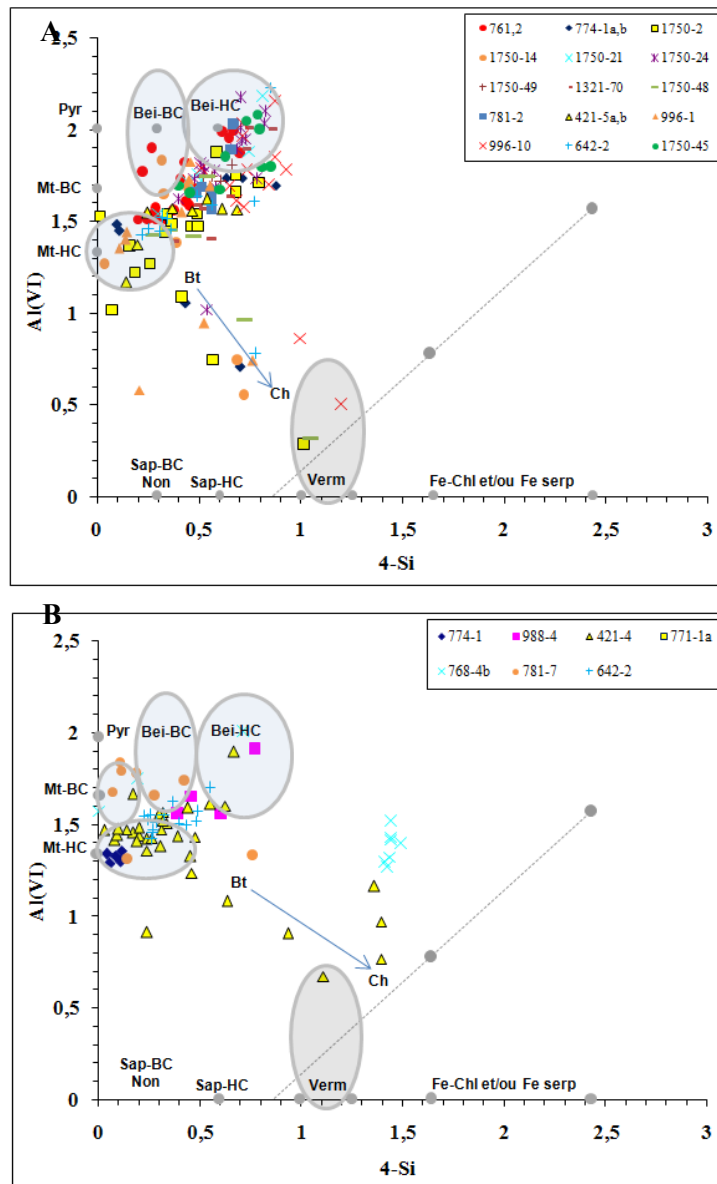 A
2,5
761,2 774-1a,b 1750-2
1750-14 1750-21 1750-24
1750-49 1321-70 1750-48
781-2 421-5a,b 996-1
996-10 642-2 1750-45
Bei-BC Bei-HC
Pyr 2
Mt-BC
1,5
Mt-HC
Al(VI)
Bt
1
Ch
0,5
Sap-BC
Non Sap-HC Verm Fe-Chl et/ou Fe serp
0
0 0,5 1 1,5 2 2,5 3
4-Si
B
2,5
774-1 988-4 421-4 771-1a
768-4b 781-7 642-2
2 Pyr Bei-BC Bei-HC
Mt-BC
1,5
Mt-HC
Al(VI)
Bt
1
Ch
0,5
Sap-BC
Non Sap-HC Verm Fe-Chl et/ou Fe serp
0
0 0,5 1 1,5 2 2,5 3
4-Si